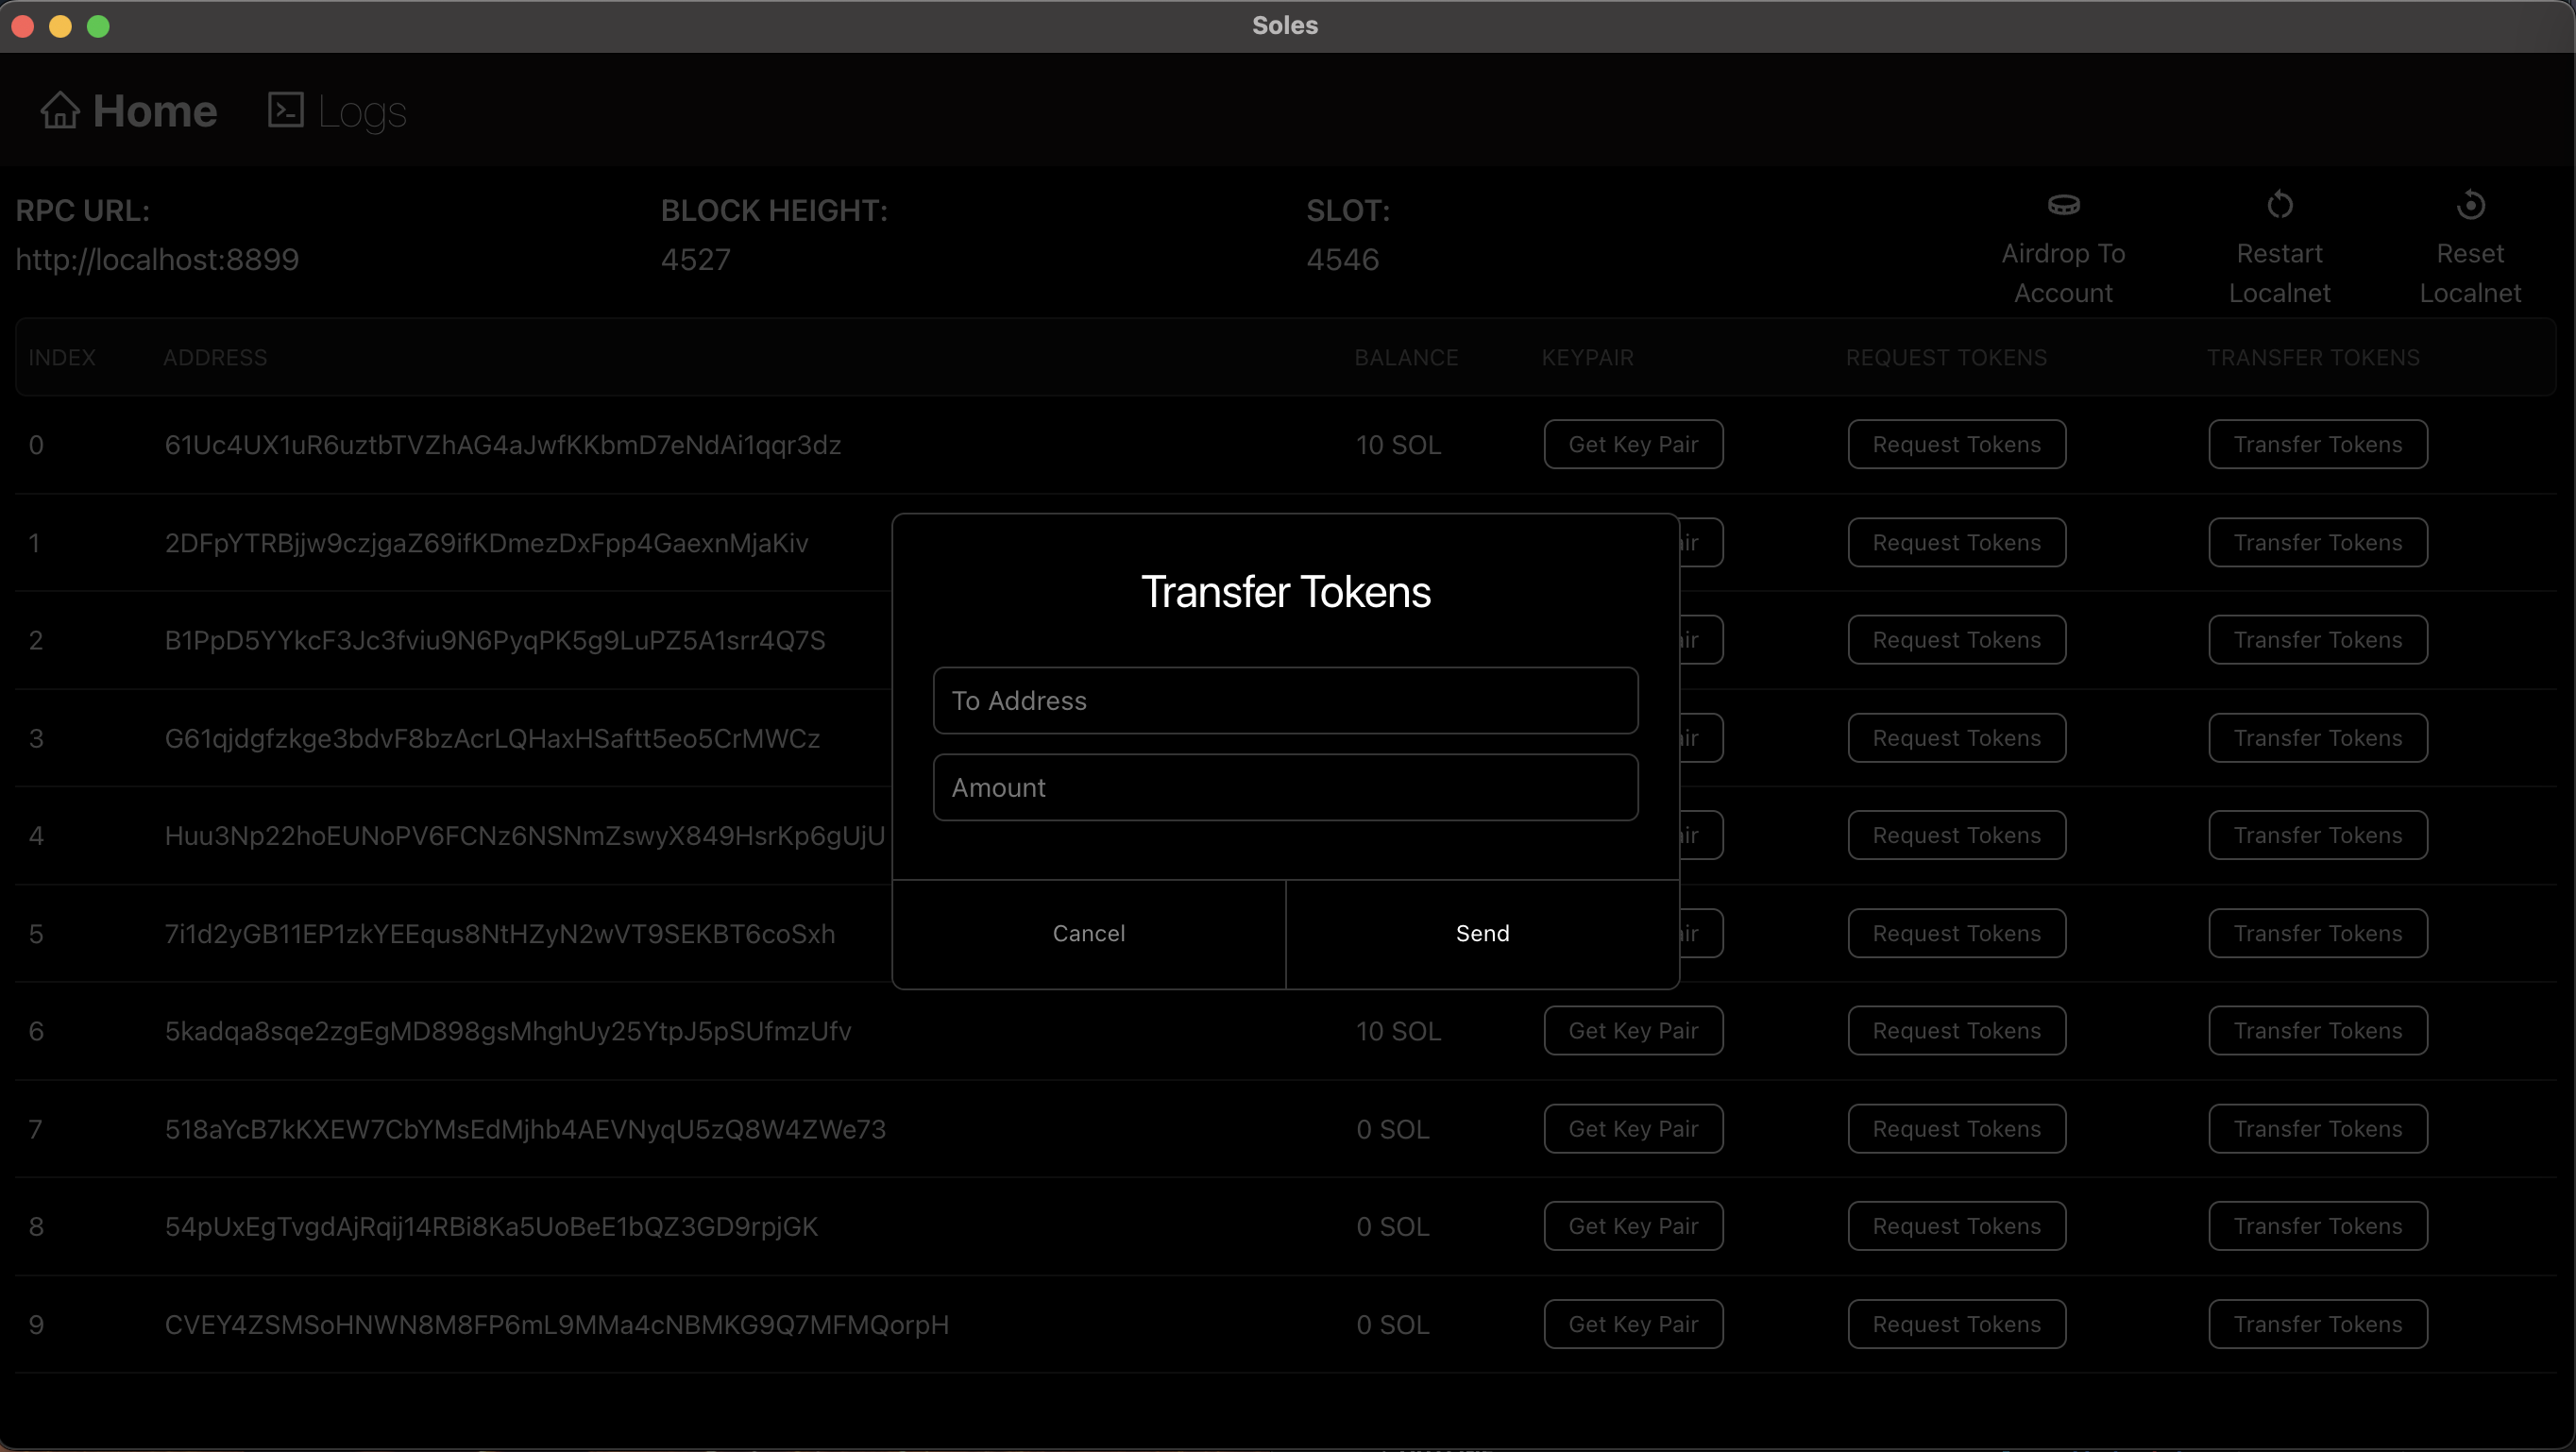 Soles
Home Logs
RPC URL: BLOCK HEIGHT: SLOT:
http://localhost:8899 4527 4546
Airdrop To Account Restart Localnet Reset Localnet
INDEX ADDRESS BALANCE KEYPAIR REQUEST TOKENS TRANSFER TOKENS
0 61Uc4UX1uR6uztbTVZhAG4aJwfKKbmD7eNdAi1qqr3dz 10 SOL Get Key Pair Request Tokens Transfer Tokens
1 2DFpYTRBjjw9czjgaZ69ifKDmezDxFpp4GaexnMjaKiv Request Tokens Transfer Tokens
2 B1PpD5YYkcF3Jc3fviu9N6PyqPK5g9LuPZ5A1srr4Q7S Request Tokens Transfer Tokens
3 G61qjdgfzkge3bdvF8bzAcrLQHaxHSaftt5eo5CrMWCz Request Tokens Transfer Tokens
4 Huu3Np22hoEUNoPV6FCNz6NSNmZswyX849HsrKp6gUjU Request Tokens Transfer Tokens
5 7i1d2yGB11EP1zkYEEqus8NtHZyN2wVT9SEKBT6coSxh Request Tokens Transfer Tokens
6 5kadqa8sqe2zgEgMD898gsMhghUy25YtpJ5pSUfmzUfv 10 SOL Get Key Pair Request Tokens Transfer Tokens
7 518aYcB7kKXEW7CbYMsEdMjhb4AEVNyqU5zQ8W4ZWe73 0 SOL Get Key Pair Request Tokens Transfer Tokens
8 54pUxEgTvgdAjRqij14RBi8Ka5UoBeE1bQZ3GD9rpjGK 0 SOL Get Key Pair Request Tokens Transfer Tokens
9 CVEY4ZSMSoHNWN8M8FP6mL9MMa4cNBMKG9Q7MFMQorpH 0 SOL Get Key Pair Request Tokens Transfer Tokens
Transfer Tokens
To Address
Amount
Cancel Send